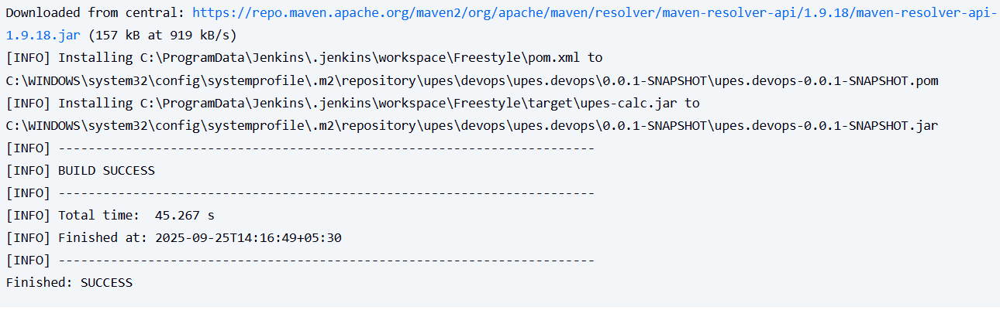 Downloaded from central: https://repo.maven.apache.org/maven2/org/apache/maven/resolver/maven-resolver-api/1.9.18/maven-resolver-api-
1.9.18.jar (157 kB at 919 kB/s)
[INFO] Installing C:\ProgramData\Jenkins\.jenkins\workspace\Freestyle\pom.xml to
C:\WINDOWS\system32\config\systemprofile\.m2\repository\upes\devops\upes.devops\0.0.1-SNAPSHOT\upes.devops-0.0.1-SNAPSHOT.pom
[INFO] Installing C:\ProgramData\Jenkins\.jenkins\workspace\Freestyle\target\upes-calc.jar to
C:\WINDOWS\system32\config\systemprofile\.m2\repository\upes\devops\upes.devops\0.0.1-SNAPSHOT\upes.devops-0.0.1-SNAPSHOT.jar
[INFO] ------------------------------------------------------------------------
[INFO] BUILD SUCCESS
[INFO] ------------------------------------------------------------------------
[INFO] Total time:  45.267 s
[INFO] Finished at: 2025-09-25T14:16:49+05:30
[INFO] ------------------------------------------------------------------------
Finished: SUCCESS